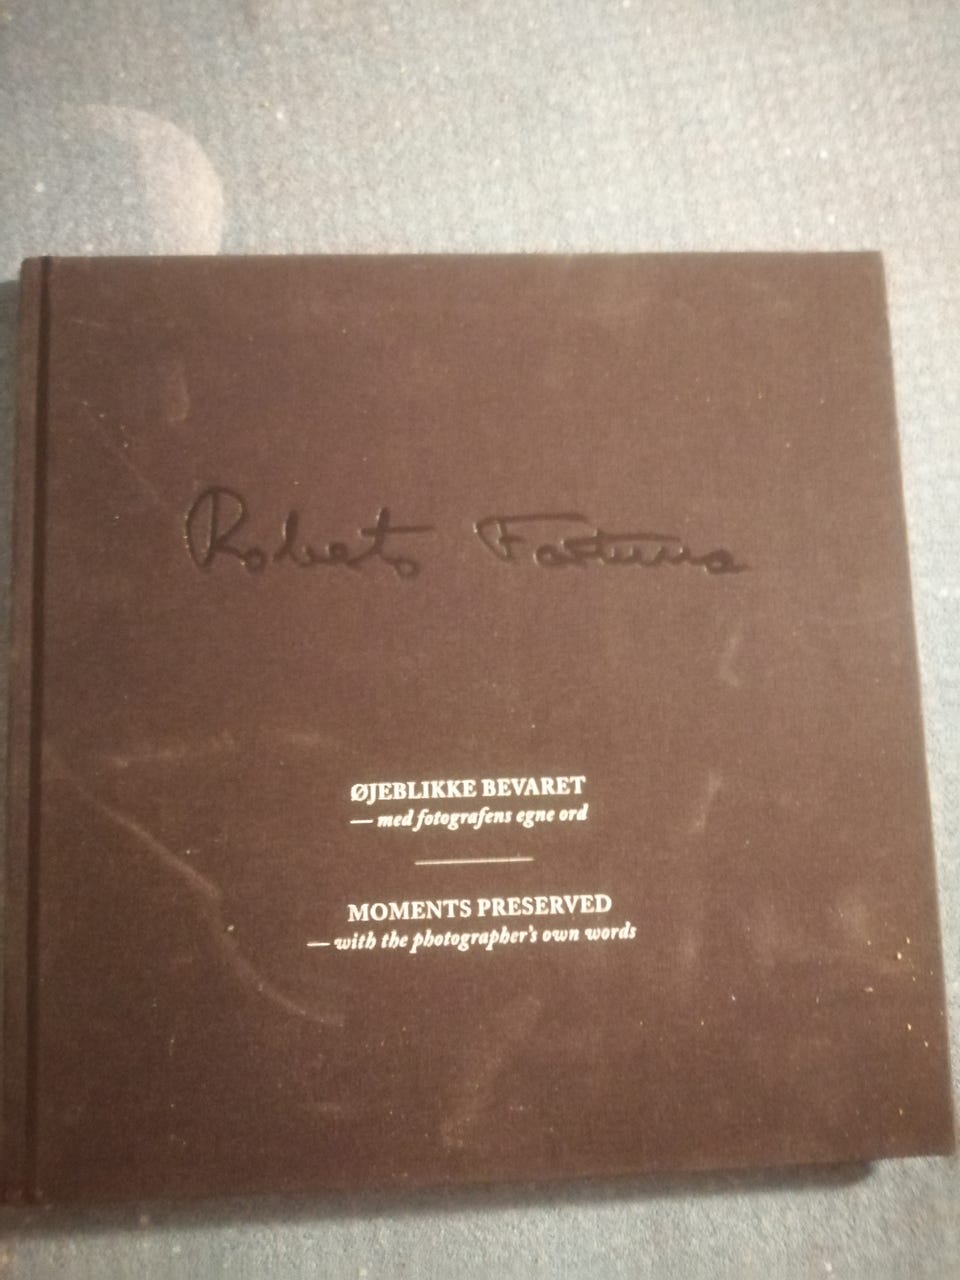 Roberto Fortuna
ØJEBLIKKE BEVARET
— med fotografens egne ord
MOMENTS PRESERVED
— with the photographer's own words